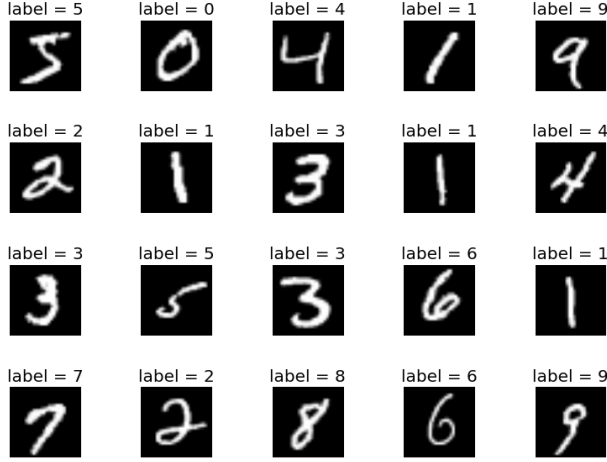 label = 5 label = 0 label = 4 label = 1 label = 9
5 0 4 1 9
label = 2 label = 1 label = 3 label = 1 label = 4
2 1 3 1 4
label = 3 label = 5 label = 3 label = 6 label = 1
3 5 3 6 1
label = 7 label = 2 label = 8 label = 6 label = 9
7 2 8 6 9